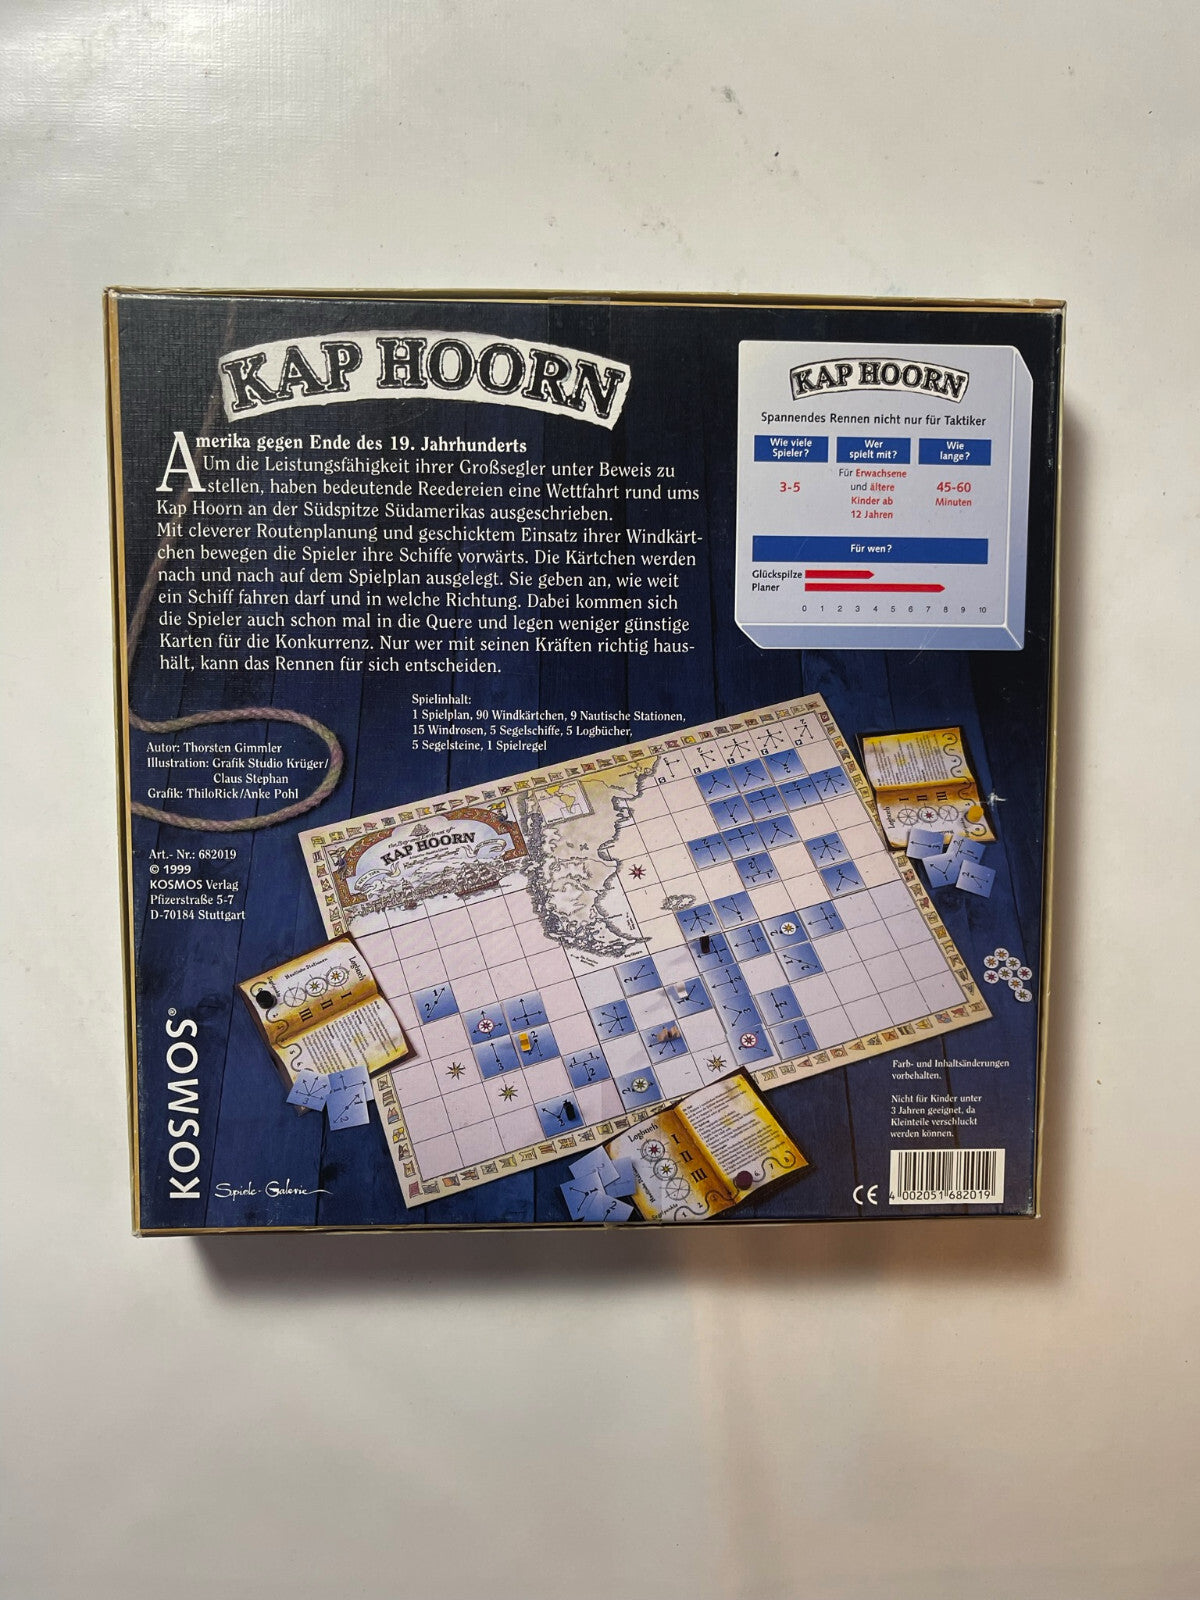 KAP HOORN
Amerika gegen Ende des 19. Jahrhunderts
Um die Leistungsfähigkeit ihrer Großsegler unter Beweis zu
stellen, haben bedeutende Reedereien eine Wettfahrt rund ums
Kap Hoorn an der Südspitze Südamerikas ausgeschrieben.
Mit cleverer Routenplanung und geschicktem Einsatz ihrer Windkärt-
chen bewegen die Spieler ihre Schiffe vorwärts. Die Kärtchen werden
nach und nach auf dem Spielplan ausgelegt. Sie geben an, wie weit
ein Schiff fahren darf und in welche Richtung. Dabei kommen sich
die Spieler auch schon mal in die Quere und legen weniger günstige
Karten für die Konkurrenz. Nur wer mit seinen Kräften richtig haus-
hält, kann das Rennen für sich entscheiden.
KAP HOORN
Spannendes Rennen nicht nur für Taktiker
Wie viele
Spieler?
3-5
Wer
spielt mit?
Für Erwachsene
und ältere
Kinder ab
12 Jahren
Wie
lange?
45-60
Minuten
Für wen?
Glückspilze
Planer
0 1 2 3 4 5 6 7 8 9 10
Spielinhalt:
1 Spielplan, 90 Windkärtchen, 9 Nautische Stationen,
15 Windrosen, 5 Segelschiffe, 5 Logbücher,
5 Segelsteine, 1 Spielregel
Autor: Thorsten Gimmler
Illustration: Grafik Studio Krüger/
Claus Stephan
Grafik: ThiloRick/Anke Pohl
Art.- Nr.: 682019
© 1999
KOSMOS Verlag
Pfizerstraße 5-7
D-70184 Stuttgart
KOSMOS®
Spiele-Galerie
KAP HOORN
Logbuch
I
II
III
Logbuch
I
II
III
Logbuch
I
II
III
Farb- und Inhaltsänderungen
vorbehalten.
Nicht für Kinder unter
3 Jahren geeignet, da
Kleinteile verschluckt
werden können.
CE
4 002051 682019